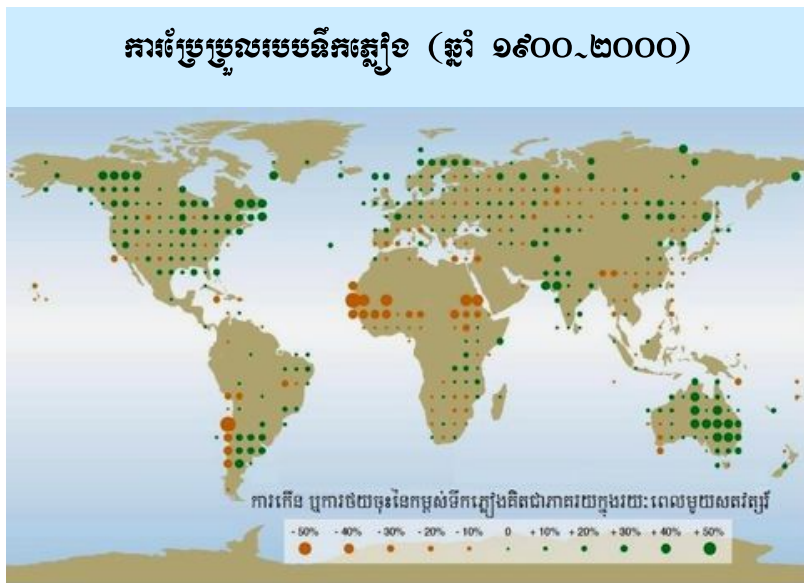 ការប្រែប្រួលរបបទឹកភ្លៀង (ឆ្នាំ ១៩០០~២០០០)
ការកើន ឬការថយចុះនៃកម្ពស់ទឹកភ្លៀងគិតជាភាគរយក្នុងរយៈពេលមួយសតវត្សរ៍
- 50% - 40% - 30% - 20% - 10% 0 + 10% + 20% + 30% + 40% + 50%